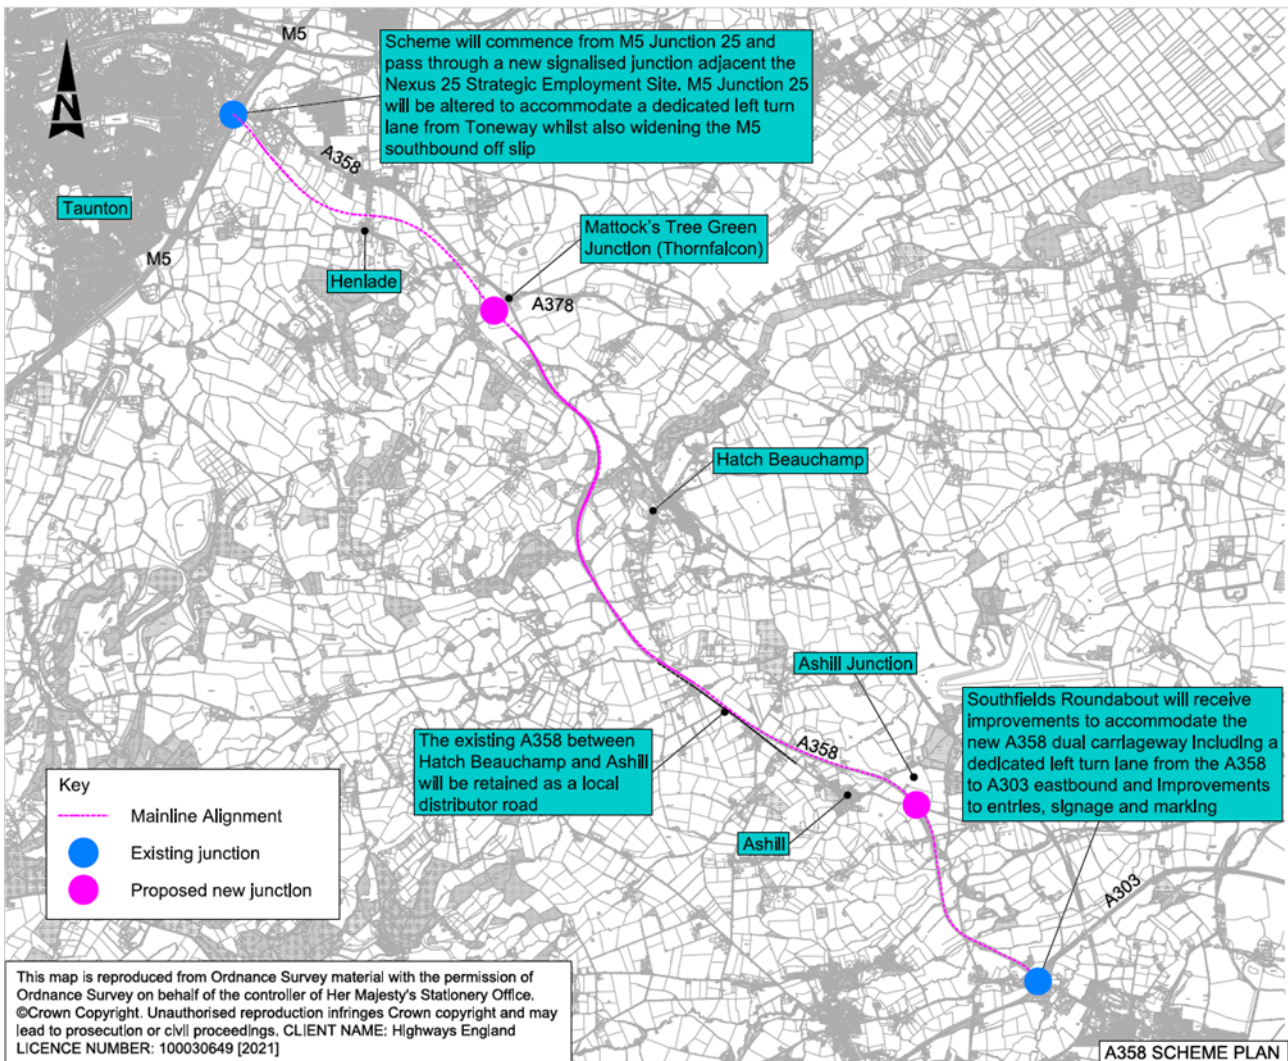 M5
Scheme will commence from M5 Junction 25 and
pass through a new signalised junction adjacent the
Nexus 25 Strategic Employment Site. M5 Junction 25
will be altered to accommodate a dedicated left turn
lane from Toneway whilst also widening the M5
southbound off slip
N
A358
Taunton
Mattock's Tree Green
Junction (Thornfalcon)
M5
Henlade
A378
Hatch Beauchamp
Ashill Junction
Southfields Roundabout will receive
improvements to accommodate the
new A358 dual carriageway including a
dedicated left turn lane from the A358
to A303 eastbound and improvements
to entries, signage and marking
The existing A358 between
Hatch Beauchamp and Ashill
will be retained as a local
distributor road
A358
Ashill
A303
Key
Mainline Alignment
Existing junction
Proposed new junction
This map is reproduced from Ordnance Survey material with the permission of
Ordnance Survey on behalf of the controller of Her Majesty's Stationery Office.
©Crown Copyright. Unauthorised reproduction infringes Crown copyright and may
lead to prosecution or civil proceedings. CLIENT NAME: Highways England
LICENCE NUMBER: 100030649 [2021]
A358 SCHEME PLAN